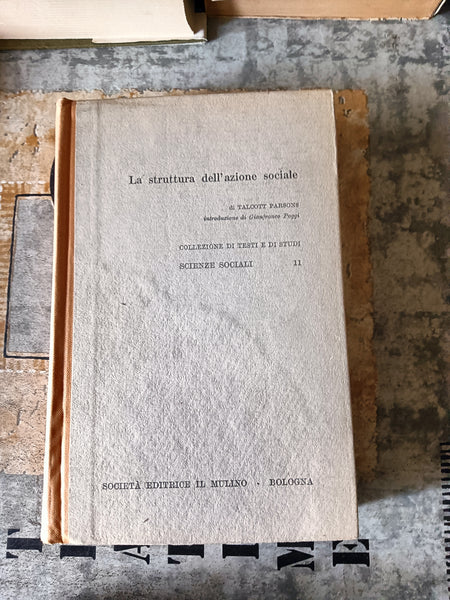 La struttura dell'azione sociale
di TALCOTT PARSONS
introduzione di Gianfranco Poggi
COLLEZIONE DI TESTI E DI STUDI
SCIENZE SOCIALI 11
SOCIETÀ EDITRICE IL MULINO - BOLOGNA